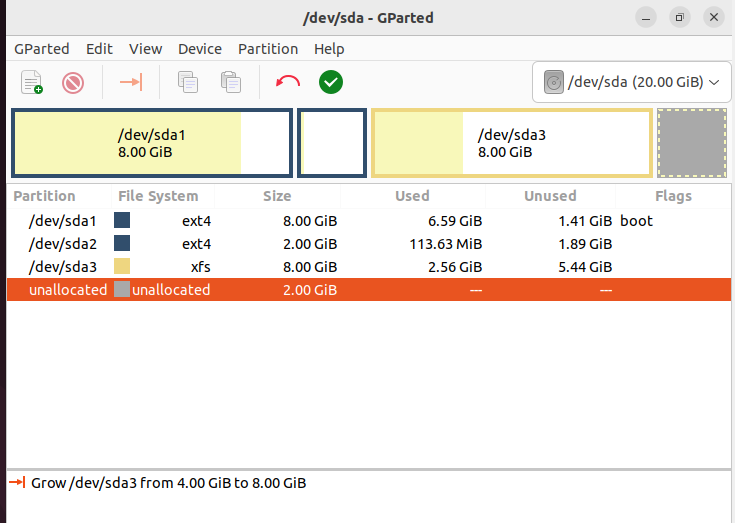 /dev/sda - GParted
GParted Edit View Device Partition Help
/dev/sda (20.00 GiB)
/dev/sda1
8.00 GiB
/dev/sda3
8.00 GiB
Partition File System Size Used Unused Flags
/dev/sda1 ext4 8.00 GiB 6.59 GiB 1.41 GiB boot
/dev/sda2 ext4 2.00 GiB 113.63 MiB 1.89 GiB
/dev/sda3 xfs 8.00 GiB 2.56 GiB 5.44 GiB
unallocated unallocated 2.00 GiB --- ---
Grow /dev/sda3 from 4.00 GiB to 8.00 GiB